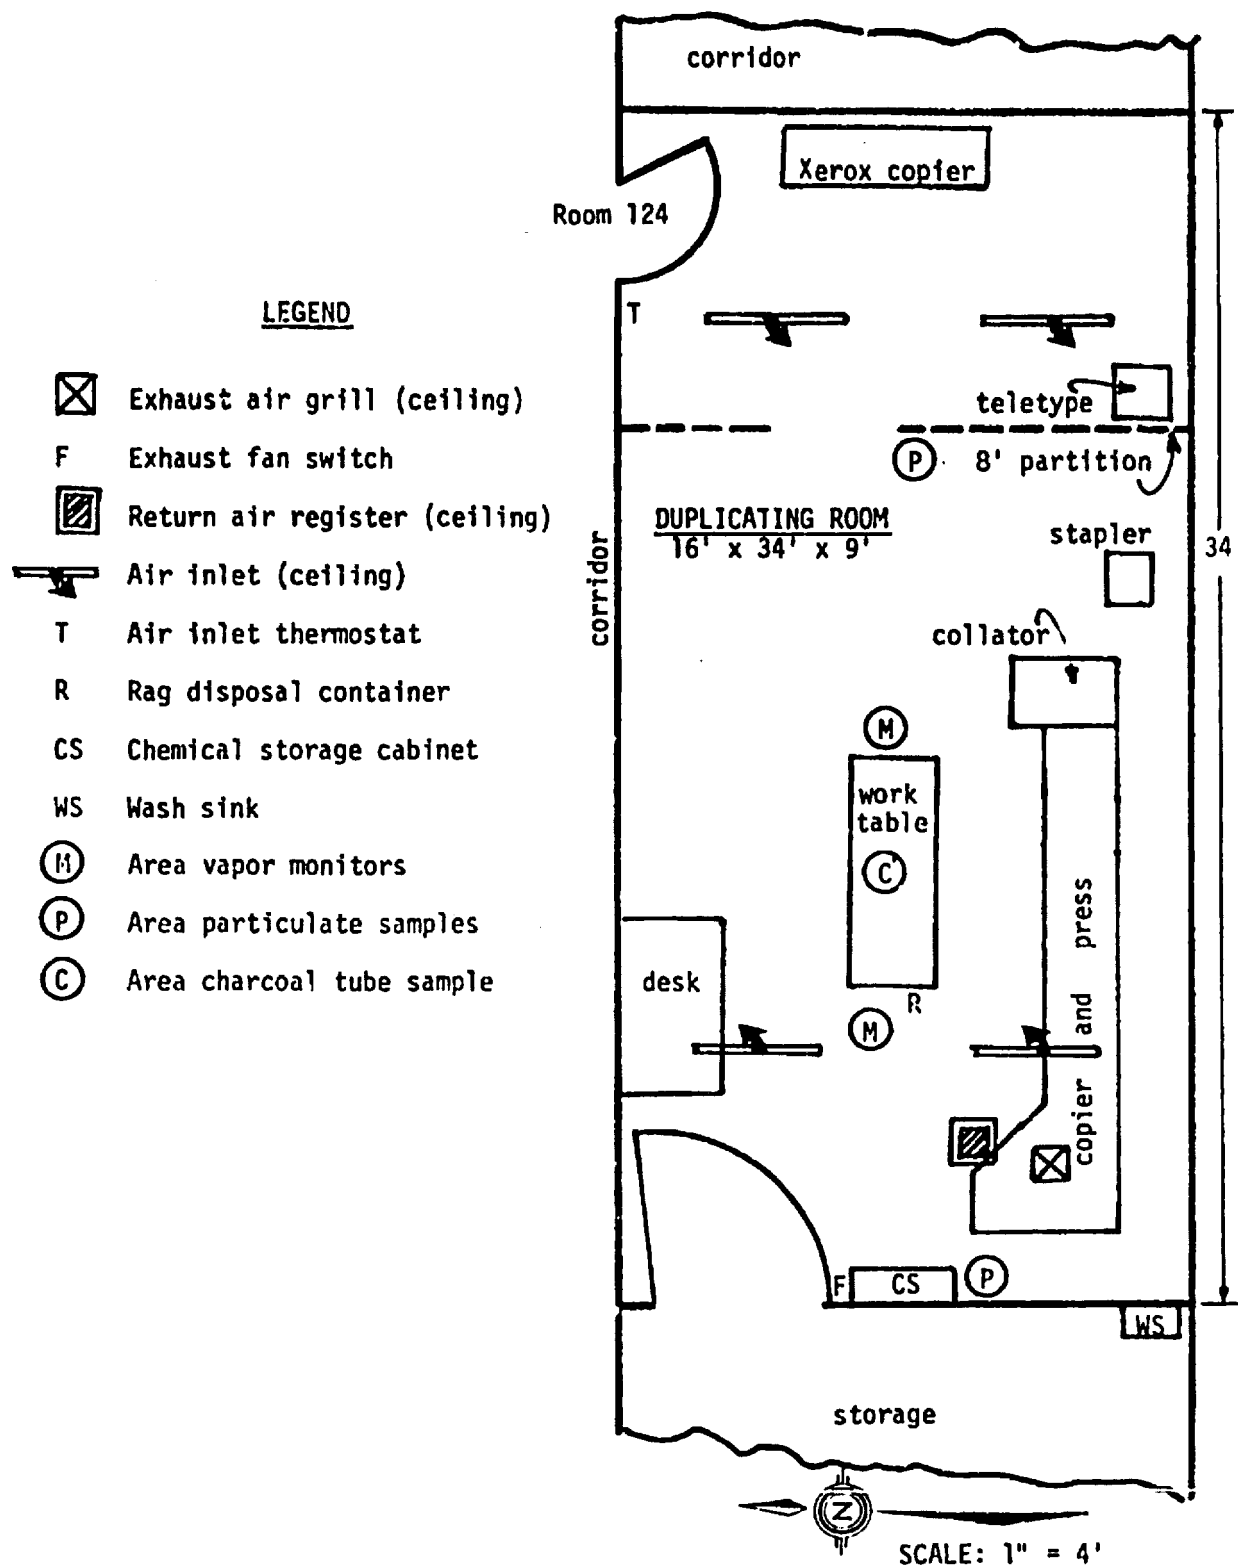 corridor
Xerox copier
Room 124
LEGEND
T
Exhaust air grill (ceiling)
teletype
F Exhaust fan switch
P 8' partition
Return air register (ceiling)
DUPLICATING ROOM
16' x 34' x 9'
stapler
34
Air inlet (ceiling)
corridor
T Air inlet thermostat
collator
R Rag disposal container
M
CS Chemical storage cabinet
work
table
WS Wash sink
M Area vapor monitors
C
P Area particulate samples
copier and press
C Area charcoal tube sample
desk
R
M
F
CS
P
WS
storage
N
SCALE: 1" = 4'